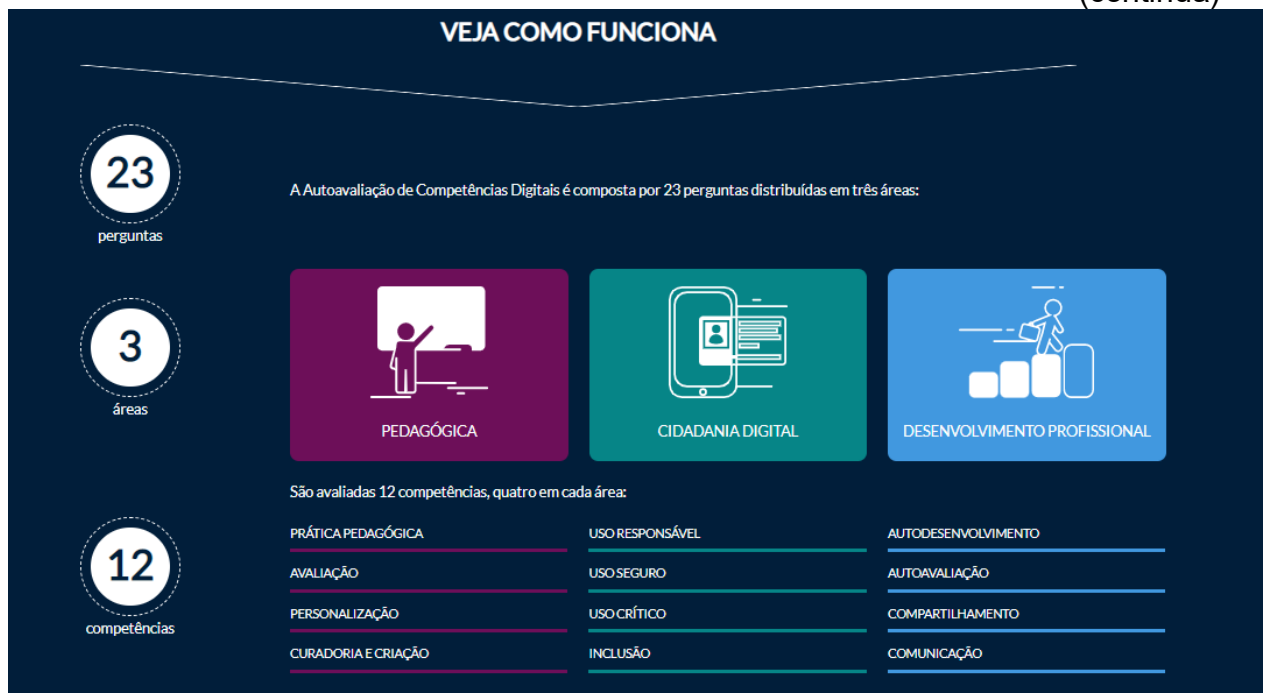 (continua)
VEJA COMO FUNCIONA
23
perguntas
A Autoavaliação de Competências Digitais é composta por 23 perguntas distribuídas em três áreas:
3
áreas
PEDAGÓGICA
CIDADANIA DIGITAL
DESENVOLVIMENTO PROFISSIONAL
São avaliadas 12 competências, quatro em cada área:
12
competências
PRÁTICA PEDAGÓGICA
USO RESPONSÁVEL
AUTODESENVOLVIMENTO
AVALIAÇÃO
USO SEGURO
AUTOAVALIAÇÃO
PERSONALIZAÇÃO
USO CRÍTICO
COMPARTILHAMENTO
CURADORIA E CRIAÇÃO
INCLUSÃO
COMUNICAÇÃO